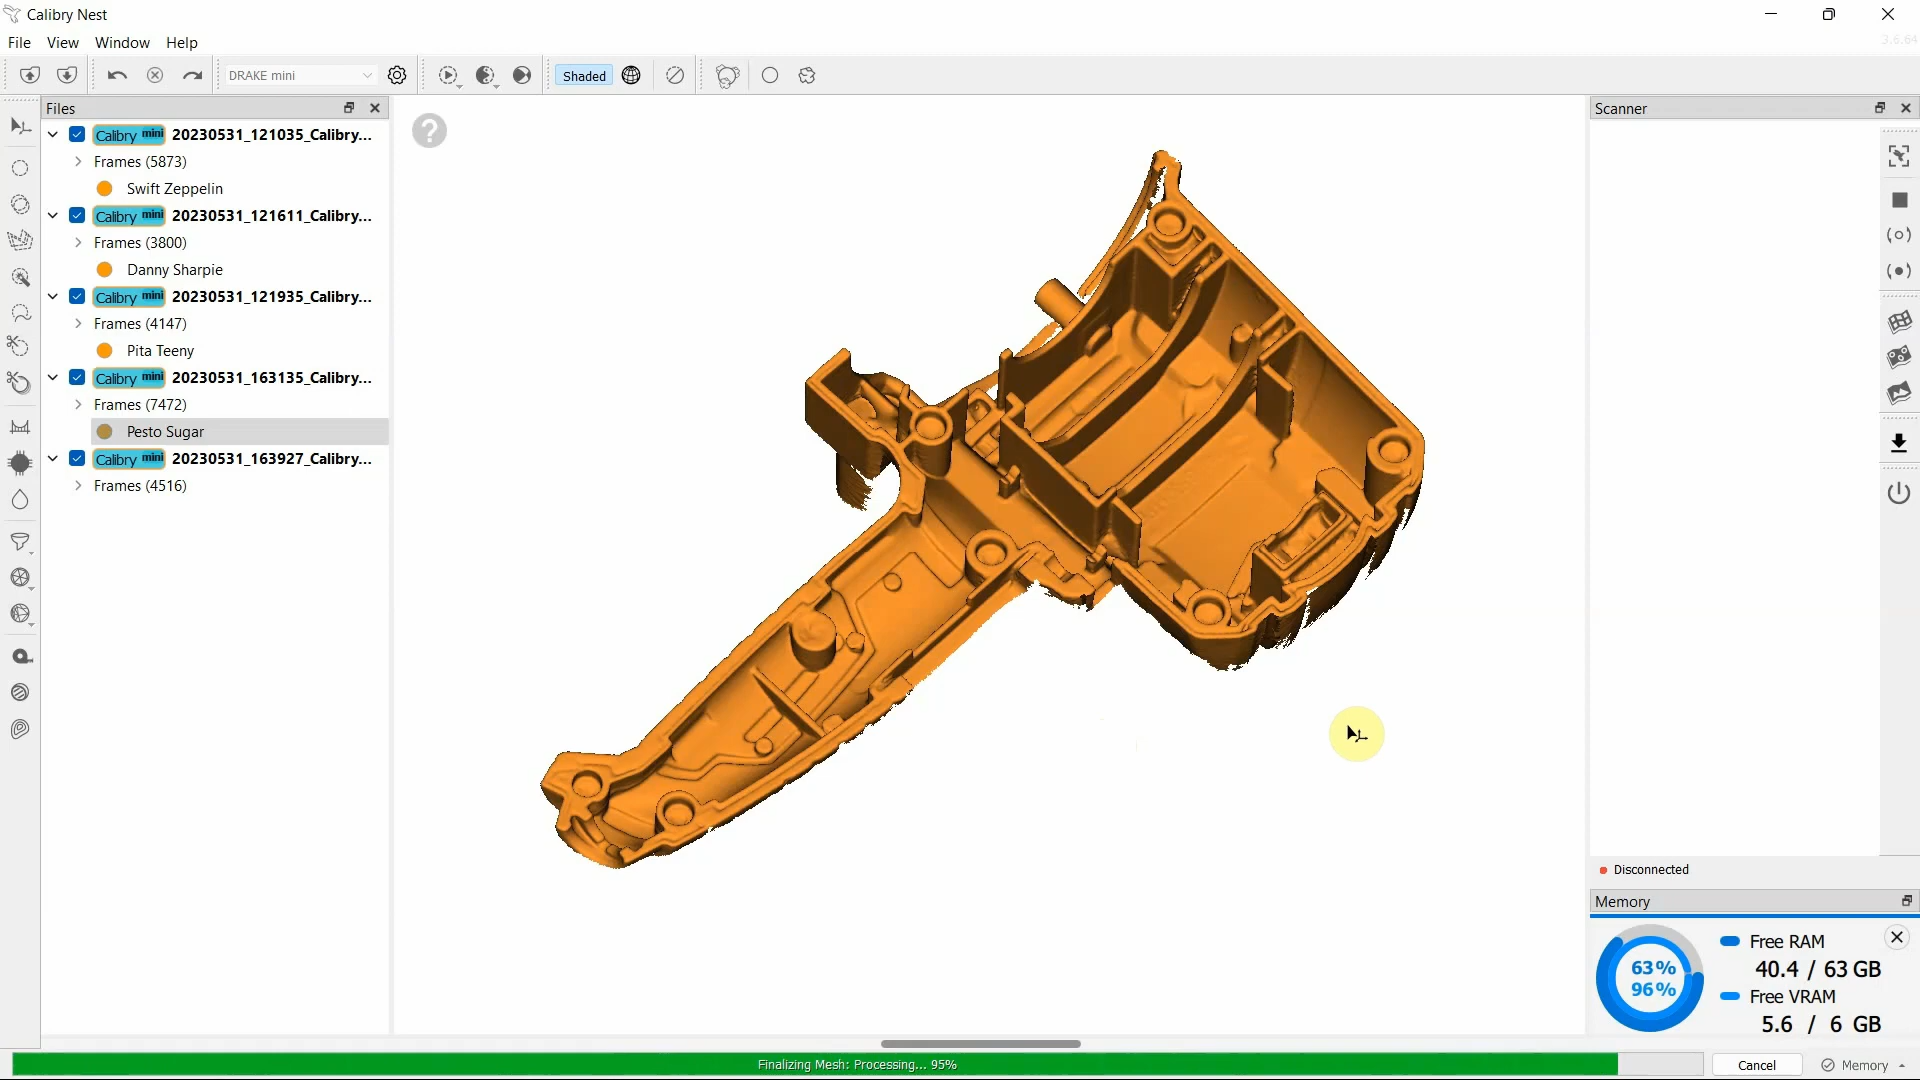 Calibry Nest
File View Window Help
3.6.64
DRAKE mini
Shaded
Files
Calibry mini 20230531_121035_Calibry...
Frames (5873)
Swift Zeppelin
Calibry mini 20230531_121611_Calibry...
Frames (3800)
Danny Sharpie
Calibry mini 20230531_121935_Calibry...
Frames (4147)
Pita Teeny
Calibry mini 20230531_163135_Calibry...
Frames (7472)
Pesto Sugar
Calibry mini 20230531_163927_Calibry...
Frames (4516)
?
Scanner
Disconnected
Memory
63%
96%
Free RAM
40.4 / 63 GB
Free VRAM
5.6 / 6 GB
Finalizing Mesh: Processing... 95%
Cancel
Memory